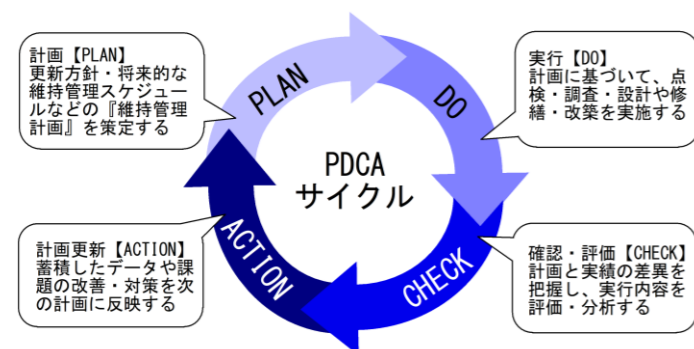 計画【PLAN】
更新方針・将来的な
維持管理スケジュー
ルなどの『維持管理
計画』を策定する
実行【DO】
計画に基づいて、点
検・調査・設計や修
繕・改築を実施する
PLAN
DO
PDCA
サイクル
ACTION
CHECK
計画更新【ACTION】
蓄積したデータや課
題の改善・対策を次
の計画に反映する
確認・評価【CHECK】
計画と実績の差異を
把握し、実行内容を
評価・分析する